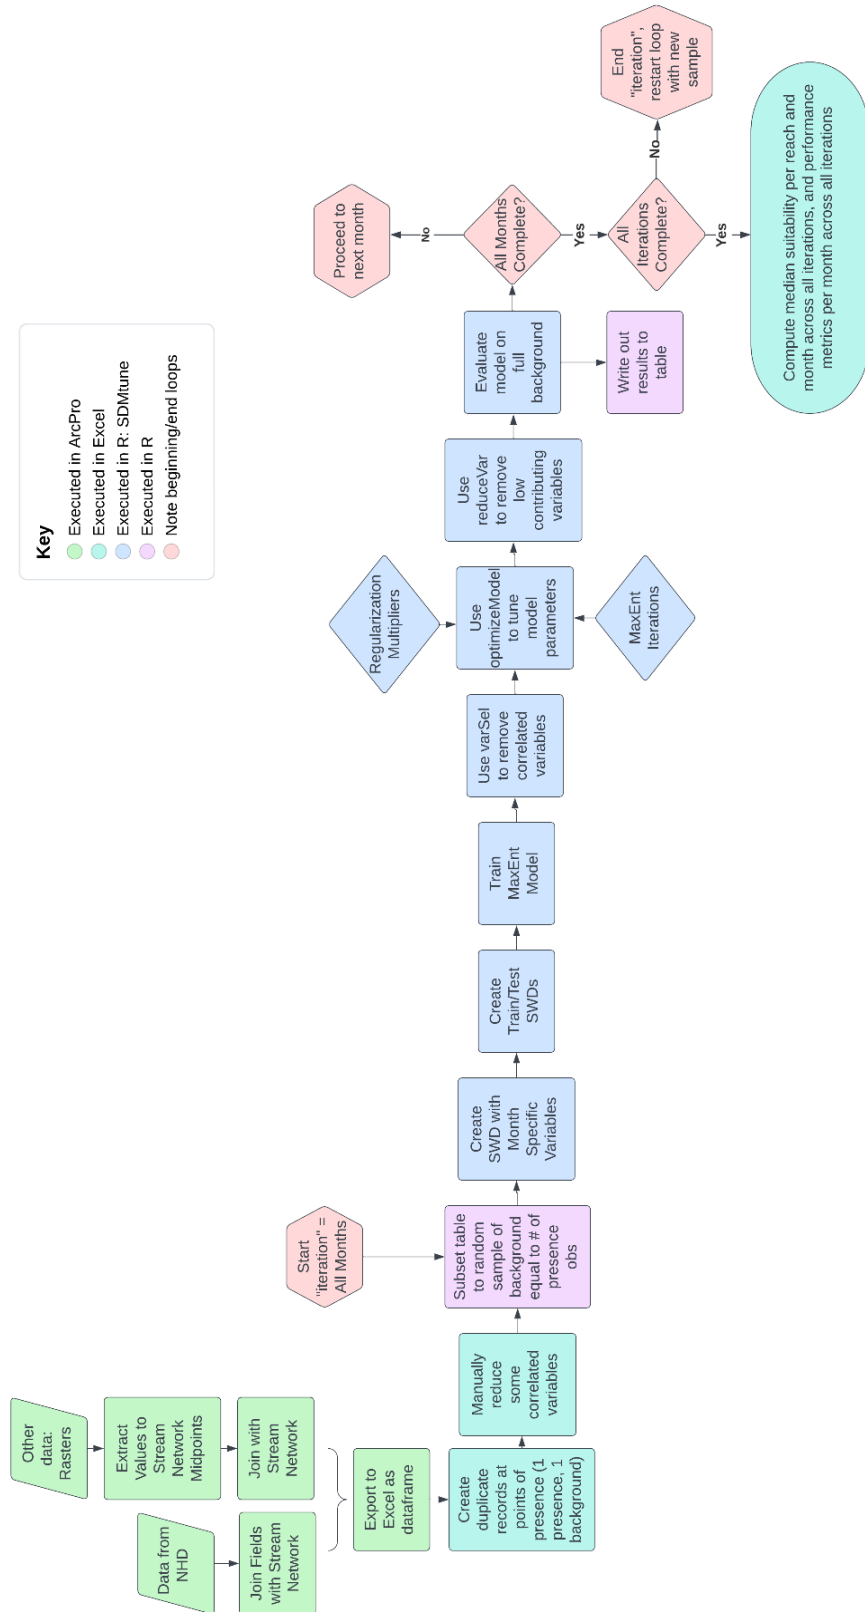 Key
Executed in ArcPro
Executed in Excel
Executed in R: SDMtune
Executed in R
Note beginning/end loops
Data from
NHD
Join Fields
with Stream
Network
Other
data:
Rasters
Extract
Values to
Stream
Network
Midpoints
Join with
Stream
Network
Export to
Excel as
dataframe
Create
duplicate
records at
points of
presence (1
presence, 1
background)
Manually
reduce
some
correlated
variables
Start
"iteration" =
All Months
Subset table
to random
sample of
background
equal to # of
presence
obs
Create
SWD with
Month
Specific
Variables
Create
Train/Test
SWDs
Train
MaxEnt
Model
Use varSel
to remove
correlated
variables
Regularization
Multipliers
Use
optimizeModel
to tune
model
parameters
MaxEnt
Iterations
Use
reduceVar
to remove
low
contributing
variables
Evaluate
model on
full
background
Write out
results to
table
Proceed to
next month
No
All Months
Complete?
Yes
All
Iterations
Complete?
No
End
"iteration",
restart loop
with new
sample
Yes
Compute median suitability per reach and
month across all iterations, and performance
metrics per month across all iterations